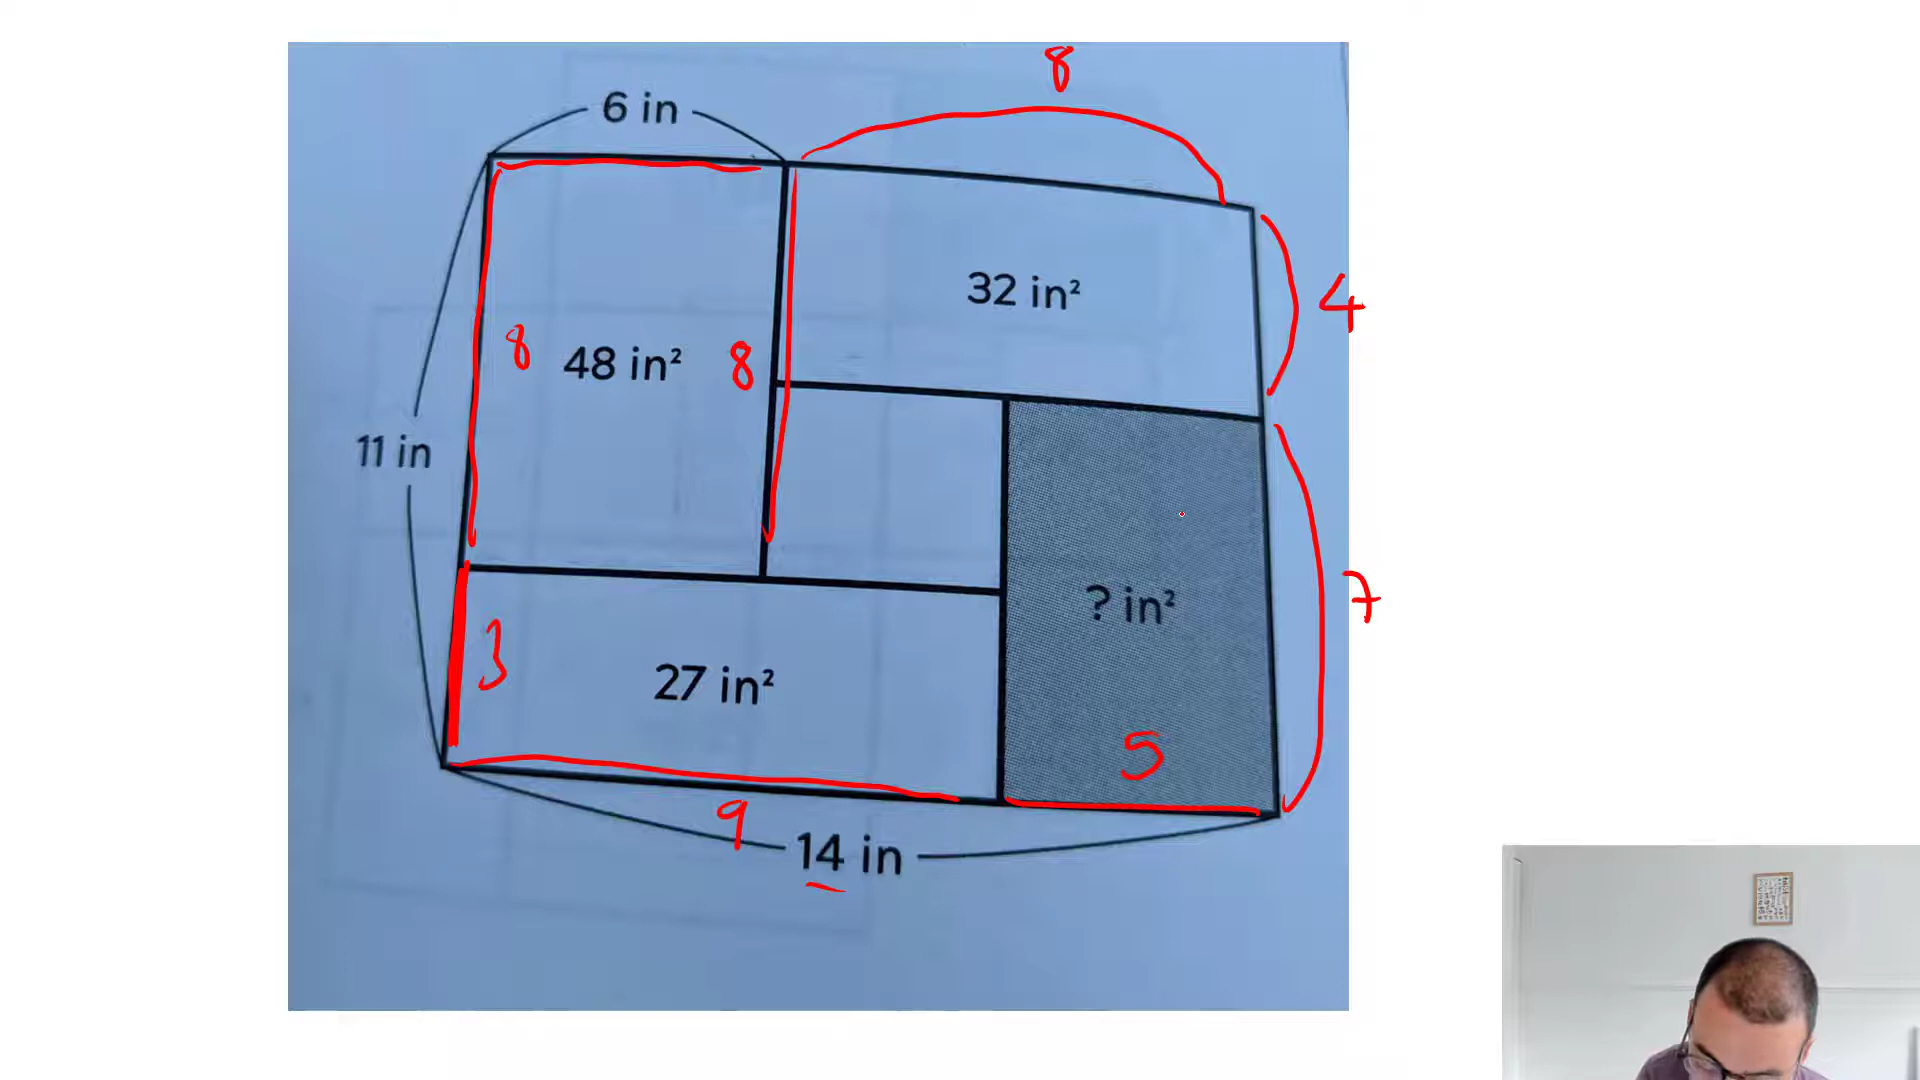 8
6 in
32 in²
4
8 48 in² 8
11 in
? in²
7
3
27 in²
5
9
14 in